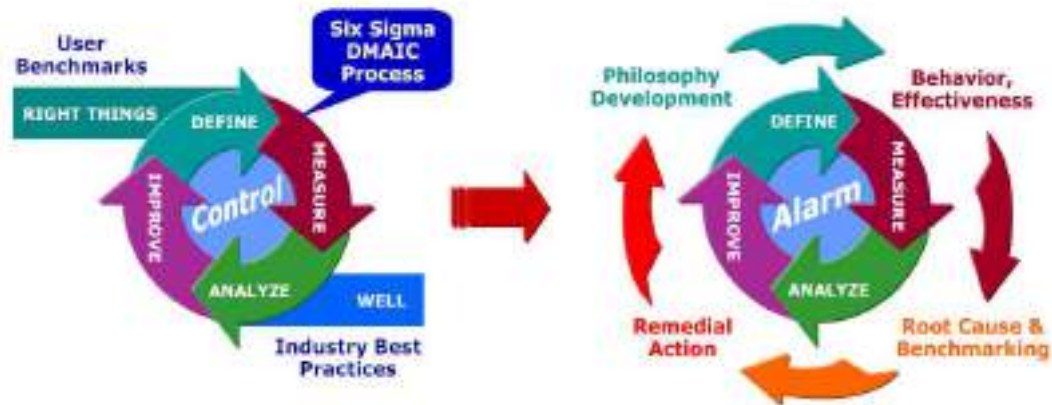 User
Benchmarks
RIGHT THINGS
Six Sigma
DMAIC
Process
DEFINE
MEASURE
IMPROVE
Control
ANALYZE
WELL
Industry Best
Practices
Philosophy
Development
Behavior,
Effectiveness
DEFINE
MEASURE
IMPROVE
Alarm
ANALYZE
Remedial
Action
Root Cause &
Benchmarking